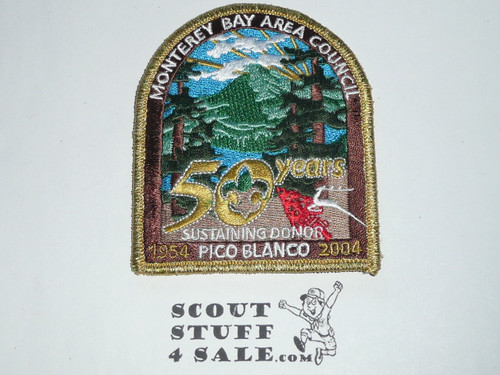 MONTEREY BAY AREA COUNCIL
50 years
SUSTAINING DONOR
1954 PICO BLANCO 2004
SCOUT
STUFF
4 SALE.COM